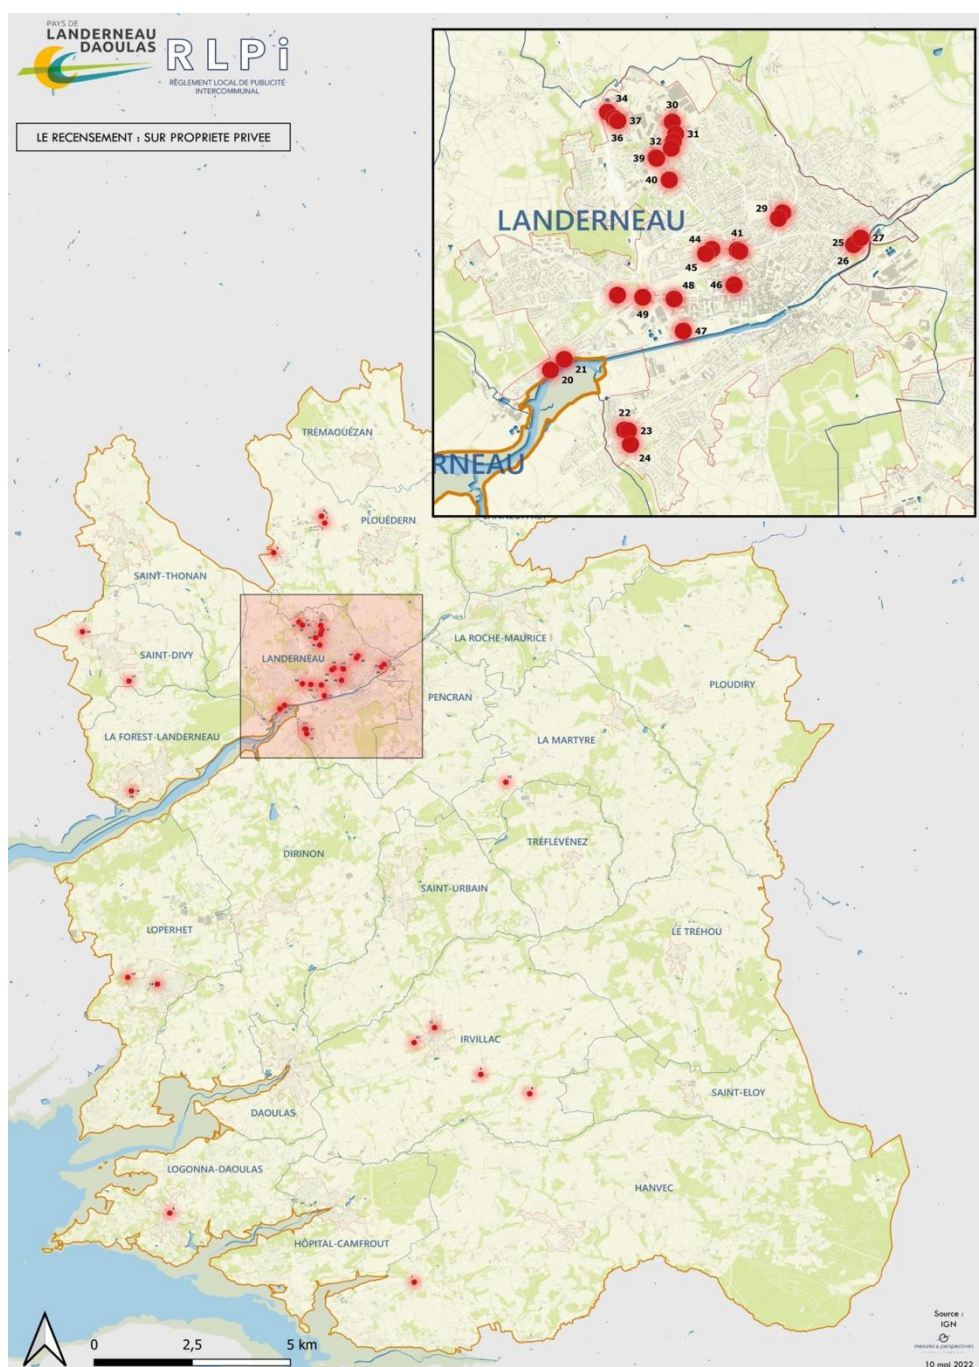 PAYS DE
LANDERNEAU
DAOULAS
RLPi
RÈGLEMENT LOCAL DE PUBLICITÉ
INTERCOMMUNAL
LE RECENSEMENT : SUR PROPRIETE PRIVEE
34
30
37
31
36
32
39
40
29
LANDERNEAU
44
41
25
27
45
26
46
48
49
47
21
20
22
23
24
RNEAU
TRÉMAOUÉZAN
PLOUÉDERN
SAINT-THONAN
SAINT-DIVY
LANDERNEAU
LA ROCHE-MAURICE
PLOUDIRY
PENCRAN
LA FOREST-LANDERNEAU
LA MARTYRE
DIRINON
TRÉFLÉVÉNEZ
SAINT-URBAIN
LOPERHET
LE TRÉHOU
IRVILLAC
SAINT-ELOY
DAOULAS
LOGONNA-DAOULAS
HANVEC
HÔPITAL-CAMFROUT
0 2,5 5 km
Source :
IGN
mesures & perspectives
10 mai 2022